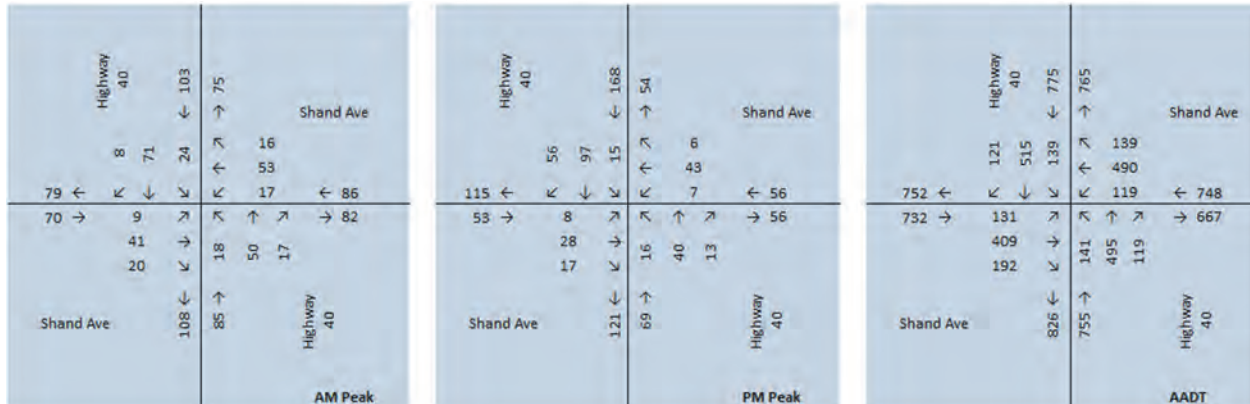 Highway
40
103
75
Shand Ave
8
71
24
16
53
17
79 ← ← 86
70 → 9 → 82
41
20
18
50
17
Shand Ave
108
85
Highway
40
AM Peak
Highway
40
168
54
Shand Ave
56
97
15
6
43
7
115 ← ← 56
53 → 8 → 56
28
17
16
40
13
Shand Ave
121
69
Highway
40
PM Peak
Highway
40
775
765
Shand Ave
121
515
139
139
490
119
752 ← ← 748
732 → 131 → 667
409
192
141
495
119
Shand Ave
826
755
Highway
40
AADT